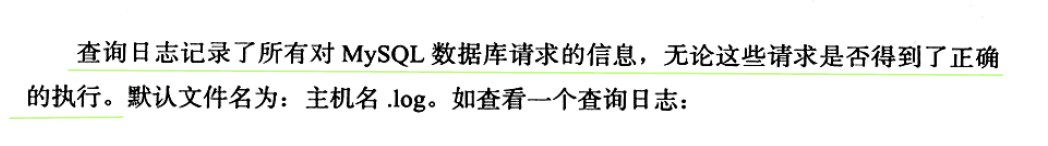 查询日志记录了所有对 MySQL 数据库请求的信息，无论这些请求是否得到了正确
的执行。默认文件名为：主机名 .log。如查看一个查询日志：